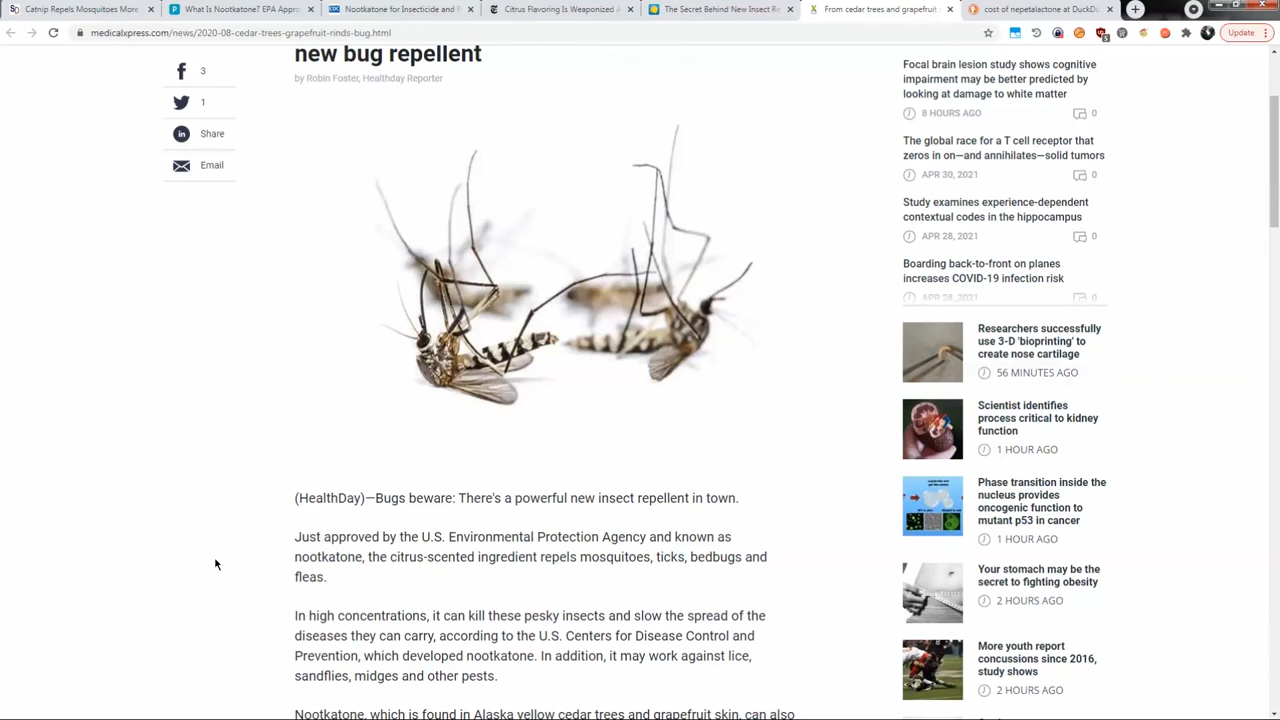 Catnip Repels Mosquitoes More
What Is Nootkatone? EPA Appro
Nootkatone for Insecticide and R
Citrus Flavoring Is Weaponized A
The Secret Behind New Insect Re
From cedar trees and grapefruit
cost of nepetalactone at DuckDu
medicalxpress.com/news/2020-08-cedar-trees-grapefruit-rinds-bug.html
Update
new bug repellent
by Robin Foster, Healthday Reporter
3
1
Share
Email
(HealthDay)—Bugs beware: There's a powerful new insect repellent in town.
Just approved by the U.S. Environmental Protection Agency and known as
nootkatone, the citrus-scented ingredient repels mosquitoes, ticks, bedbugs and
fleas.
In high concentrations, it can kill these pesky insects and slow the spread of the
diseases they can carry, according to the U.S. Centers for Disease Control and
Prevention, which developed nootkatone. In addition, it may work against lice,
sandflies, midges and other pests.
Nootkatone, which is found in Alaska yellow cedar trees and grapefruit skin, can also
Focal brain lesion study shows cognitive
impairment may be better predicted by
looking at damage to white matter
8 HOURS AGO 0
The global race for a T cell receptor that
zeros in on—and annihilates—solid tumors
APR 30, 2021 0
Study examines experience-dependent
contextual codes in the hippocampus
APR 28, 2021 0
Boarding back-to-front on planes
increases COVID-19 infection risk
APR 28, 2021 0
Researchers successfully
use 3-D 'bioprinting' to
create nose cartilage
56 MINUTES AGO
Scientist identifies
process critical to kidney
function
1 HOUR AGO
Phase transition inside the
nucleus provides
oncogenic function to
mutant p53 in cancer
1 HOUR AGO
Your stomach may be the
secret to fighting obesity
2 HOURS AGO
More youth report
concussions since 2016,
study shows
2 HOURS AGO